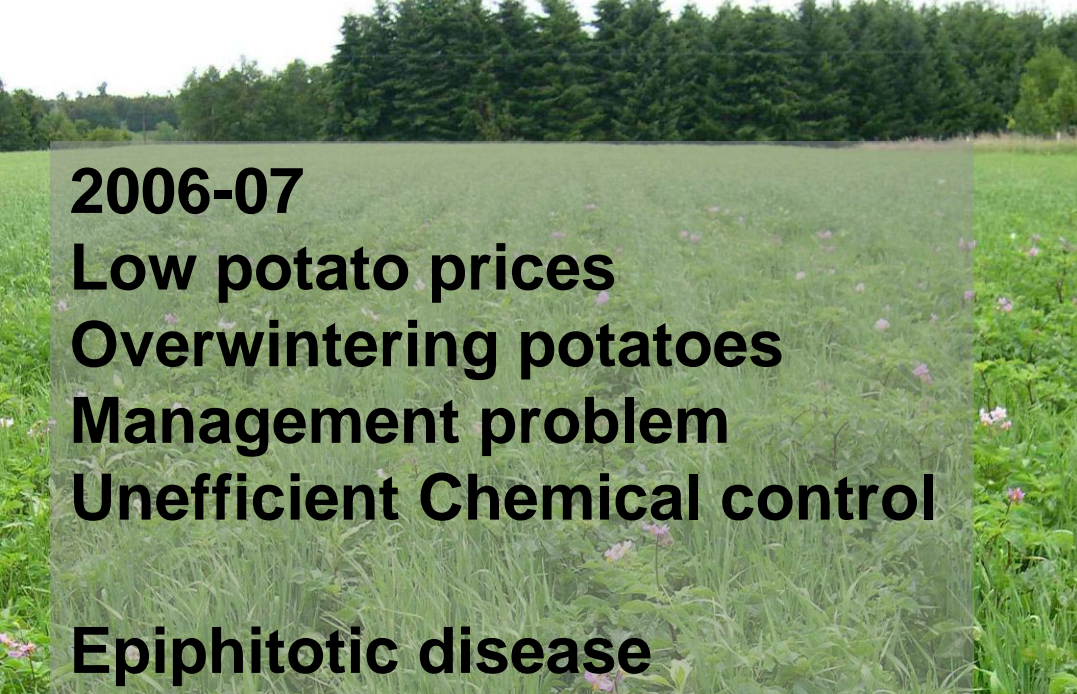 2006-07
Low potato prices
Overwintering potatoes
Management problem
Unefficient Chemical control
Epiphitotic disease